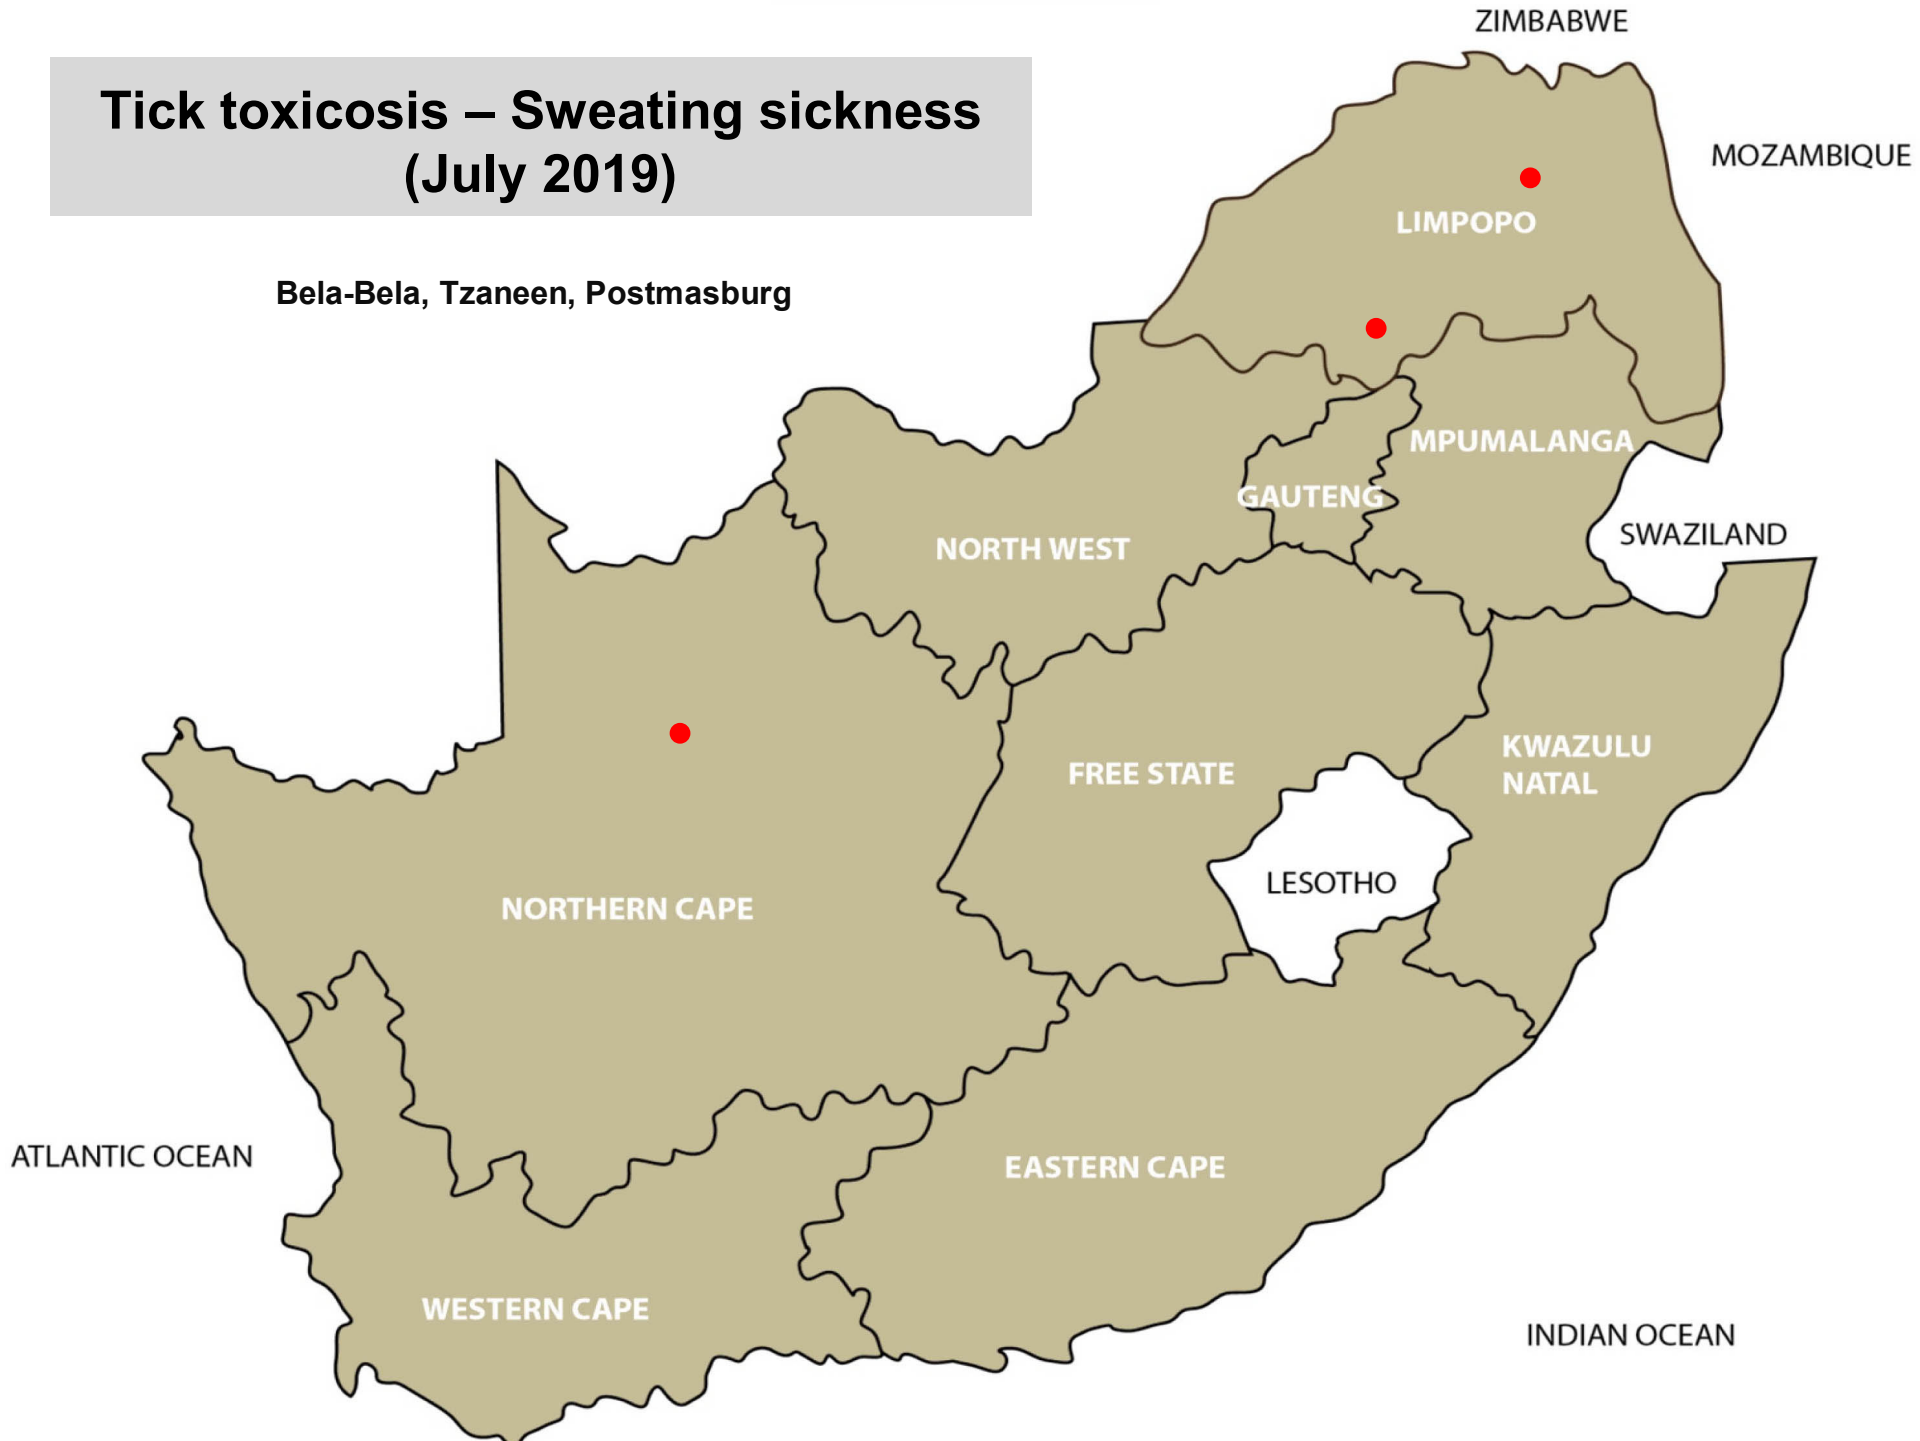 ZIMBABWE
Tick toxicosis – Sweating sickness
(July 2019)
MOZAMBIQUE
LIMPOPO
Bela-Bela, Tzaneen, Postmasburg
MPUMALANGA
GAUTENG
SWAZILAND
NORTH WEST
KWAZULU
NATAL
FREE STATE
LESOTHO
NORTHERN CAPE
ATLANTIC OCEAN
EASTERN CAPE
WESTERN CAPE
INDIAN OCEAN